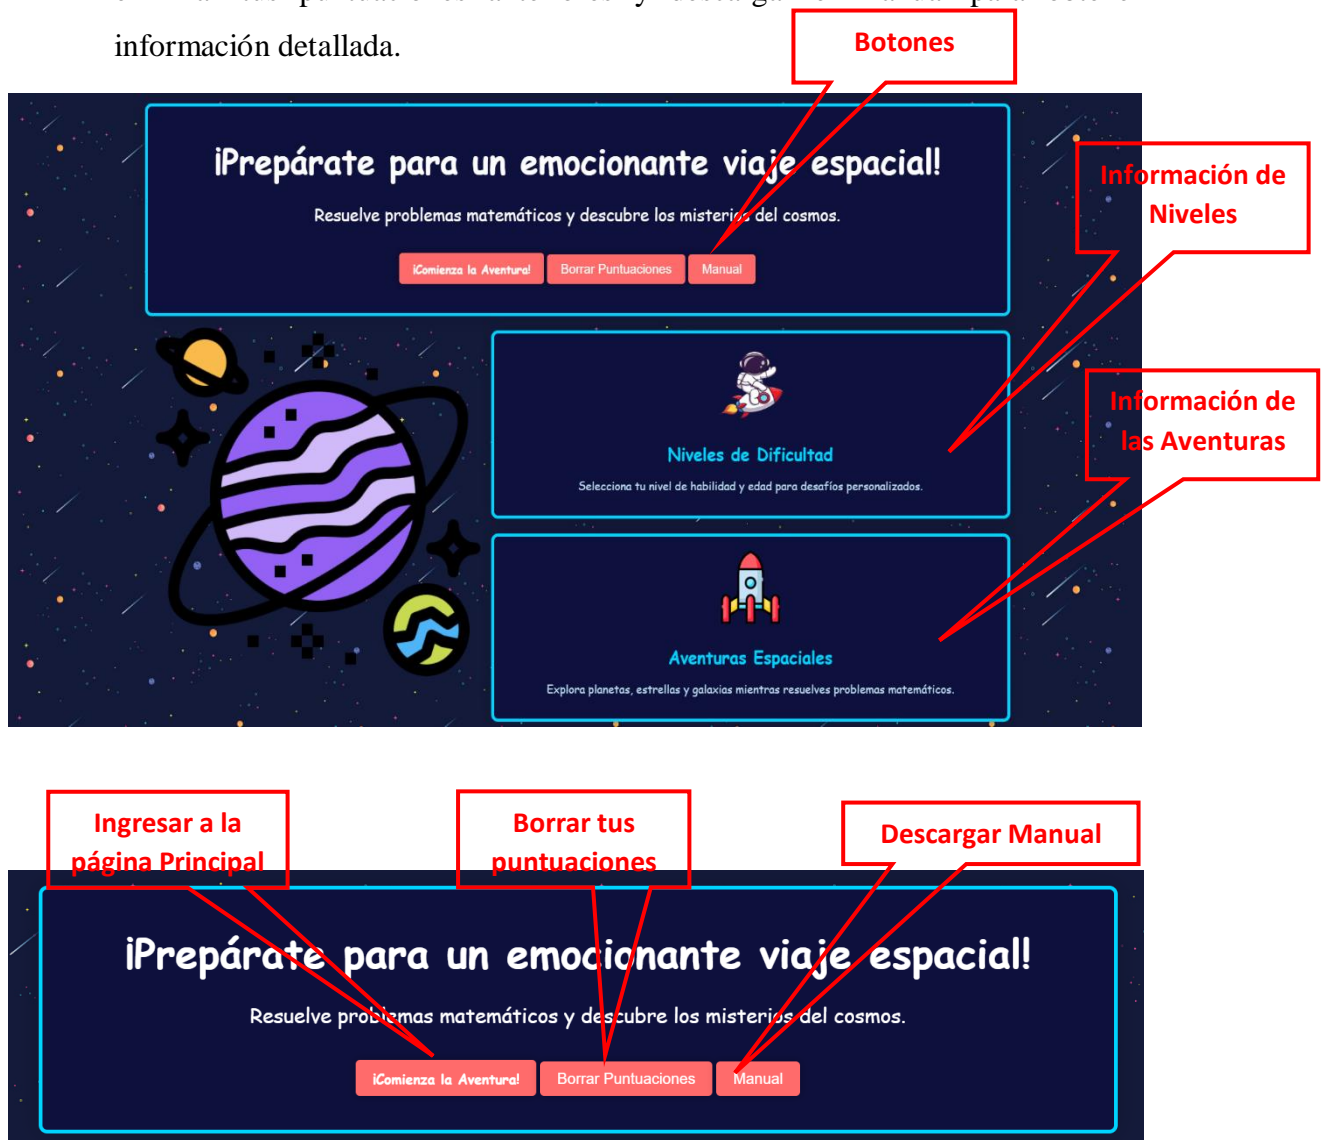 información detallada.
Botones
¡Prepárate para un emocionante viaje espacial!
Resuelve problemas matemáticos y descubre los misterios del cosmos.
¡Comienza la Aventura! Borrar Puntuaciones Manual
Información de
Niveles
Niveles de Dificultad
Selecciona tu nivel de habilidad y edad para desafíos personalizados.
Información de
las Aventuras
Aventuras Espaciales
Explora planetas, estrellas y galaxias mientras resuelves problemas matemáticos.
Ingresar a la
página Principal
Borrar tus
puntuaciones
Descargar Manual
¡Prepárate para un emocionante viaje espacial!
Resuelve problemas matemáticos y descubre los misterios del cosmos.
¡Comienza la Aventura! Borrar Puntuaciones Manual